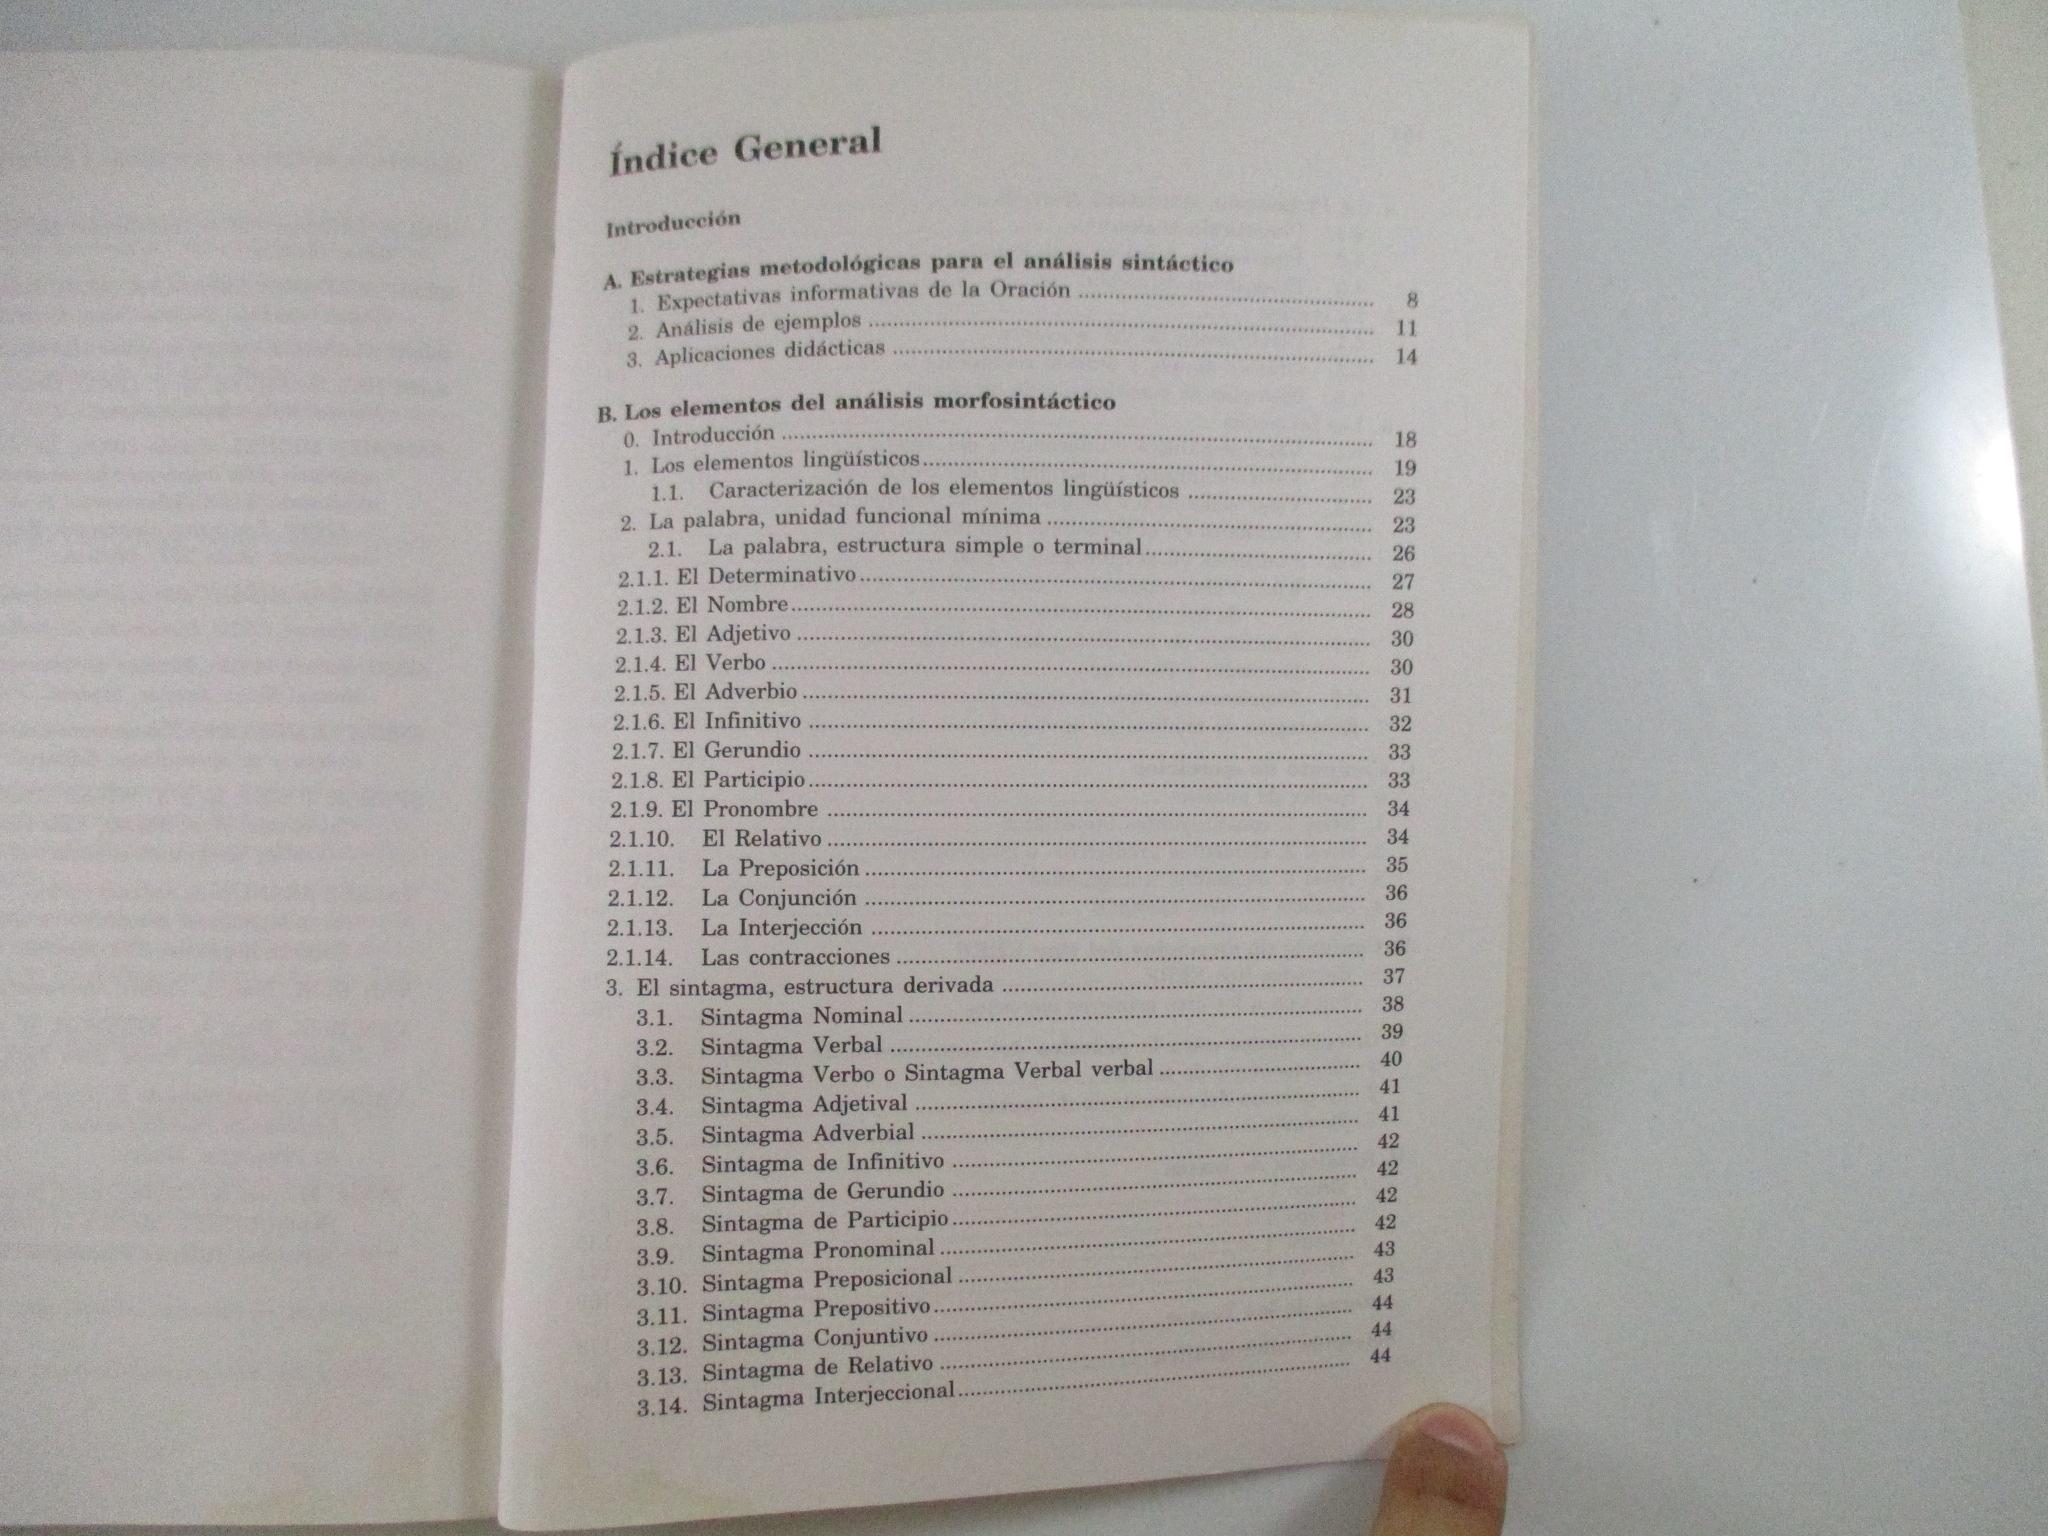 Índice General
Introducción
A. Estrategias metodológicas para el análisis sintáctico
1. Expectativas informativas de la Oración ........ 8
2. Análisis de ejemplos ........ 11
3. Aplicaciones didácticas ........ 14
B. Los elementos del análisis morfosintáctico
0. Introducción ........ 18
1. Los elementos lingüísticos ........ 19
1.1. Caracterización de los elementos lingüísticos ........ 23
2. La palabra, unidad funcional mínima ........ 23
2.1. La palabra, estructura simple o terminal ........ 26
2.1.1. El Determinativo ........ 27
2.1.2. El Nombre ........ 28
2.1.3. El Adjetivo ........ 30
2.1.4. El Verbo ........ 30
2.1.5. El Adverbio ........ 31
2.1.6. El Infinitivo ........ 32
2.1.7. El Gerundio ........ 33
2.1.8. El Participio ........ 33
2.1.9. El Pronombre ........ 34
2.1.10. El Relativo ........ 34
2.1.11. La Preposición ........ 35
2.1.12. La Conjunción ........ 36
2.1.13. La Interjección ........ 36
2.1.14. Las contracciones ........ 36
3. El sintagma, estructura derivada ........ 37
3.1. Sintagma Nominal ........ 38
3.2. Sintagma Verbal ........ 39
3.3. Sintagma Verbo o Sintagma Verbal verbal ........ 40
3.4. Sintagma Adjetival ........ 41
3.5. Sintagma Adverbial ........ 41
3.6. Sintagma de Infinitivo ........ 42
3.7. Sintagma de Gerundio ........ 42
3.8. Sintagma de Participio ........ 42
3.9. Sintagma Pronominal ........ 42
3.10. Sintagma Preposicional ........ 43
3.11. Sintagma Prepositivo ........ 43
3.12. Sintagma Conjuntivo ........ 44
3.13. Sintagma de Relativo ........ 44
3.14. Sintagma Interjeccional ........ 44